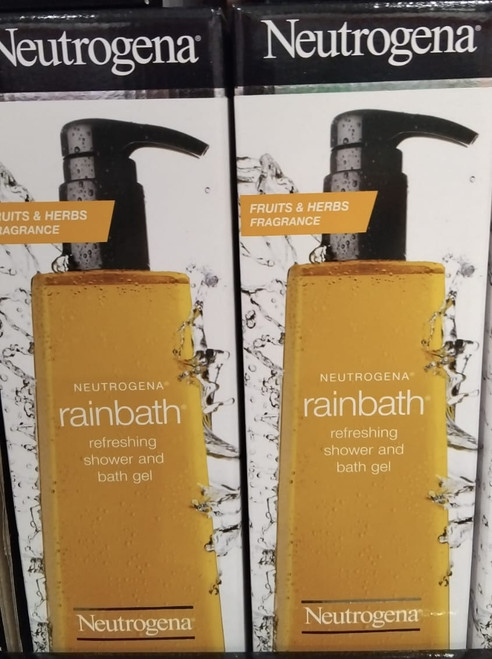 Neutrogena®
UITS & HERBS
RAGRANCE
NEUTROGENA®
rainbath®
refreshing
shower and
bath gel
Neutrogena®
Neutrogena®
FRUITS & HERBS
FRAGRANCE
NEUTROGENA®
rainbath®
refreshing
shower and
bath gel
Neutrogena®